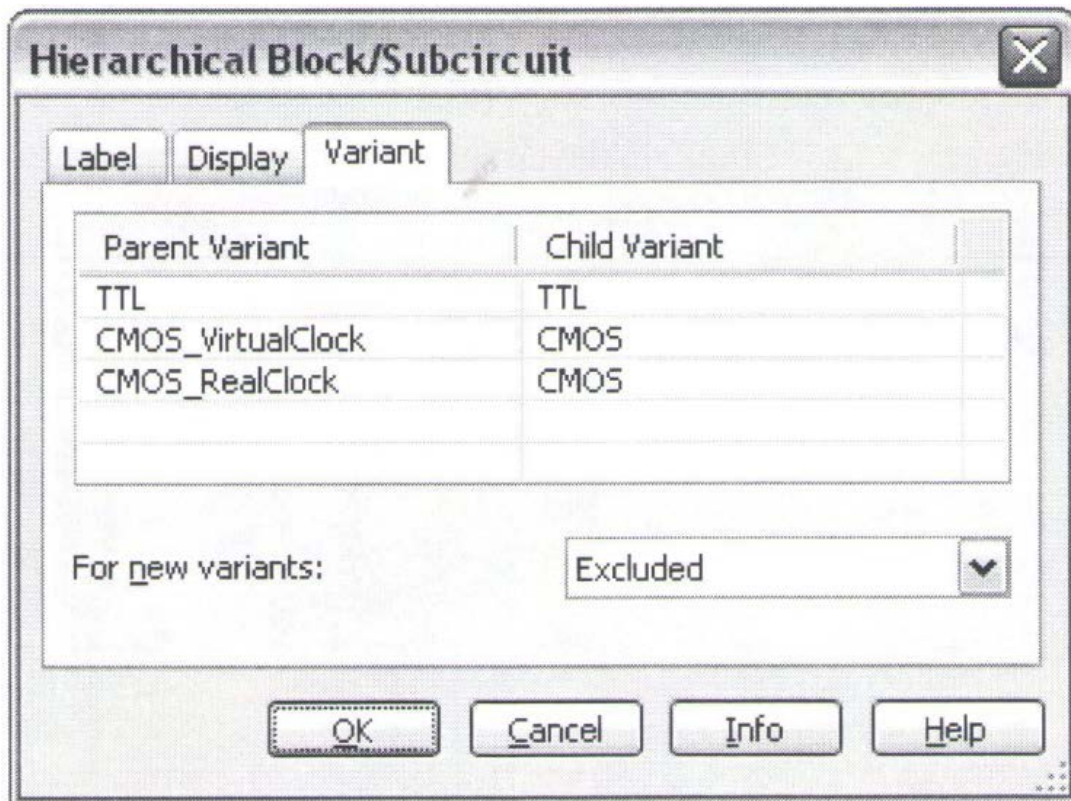 Hierarchical Block/Subcircuit
Label Display Variant
Parent Variant Child Variant
TTL TTL
CMOS_VirtualClock CMOS
CMOS_RealClock CMOS
For new variants: Excluded
OK Cancel Info Help